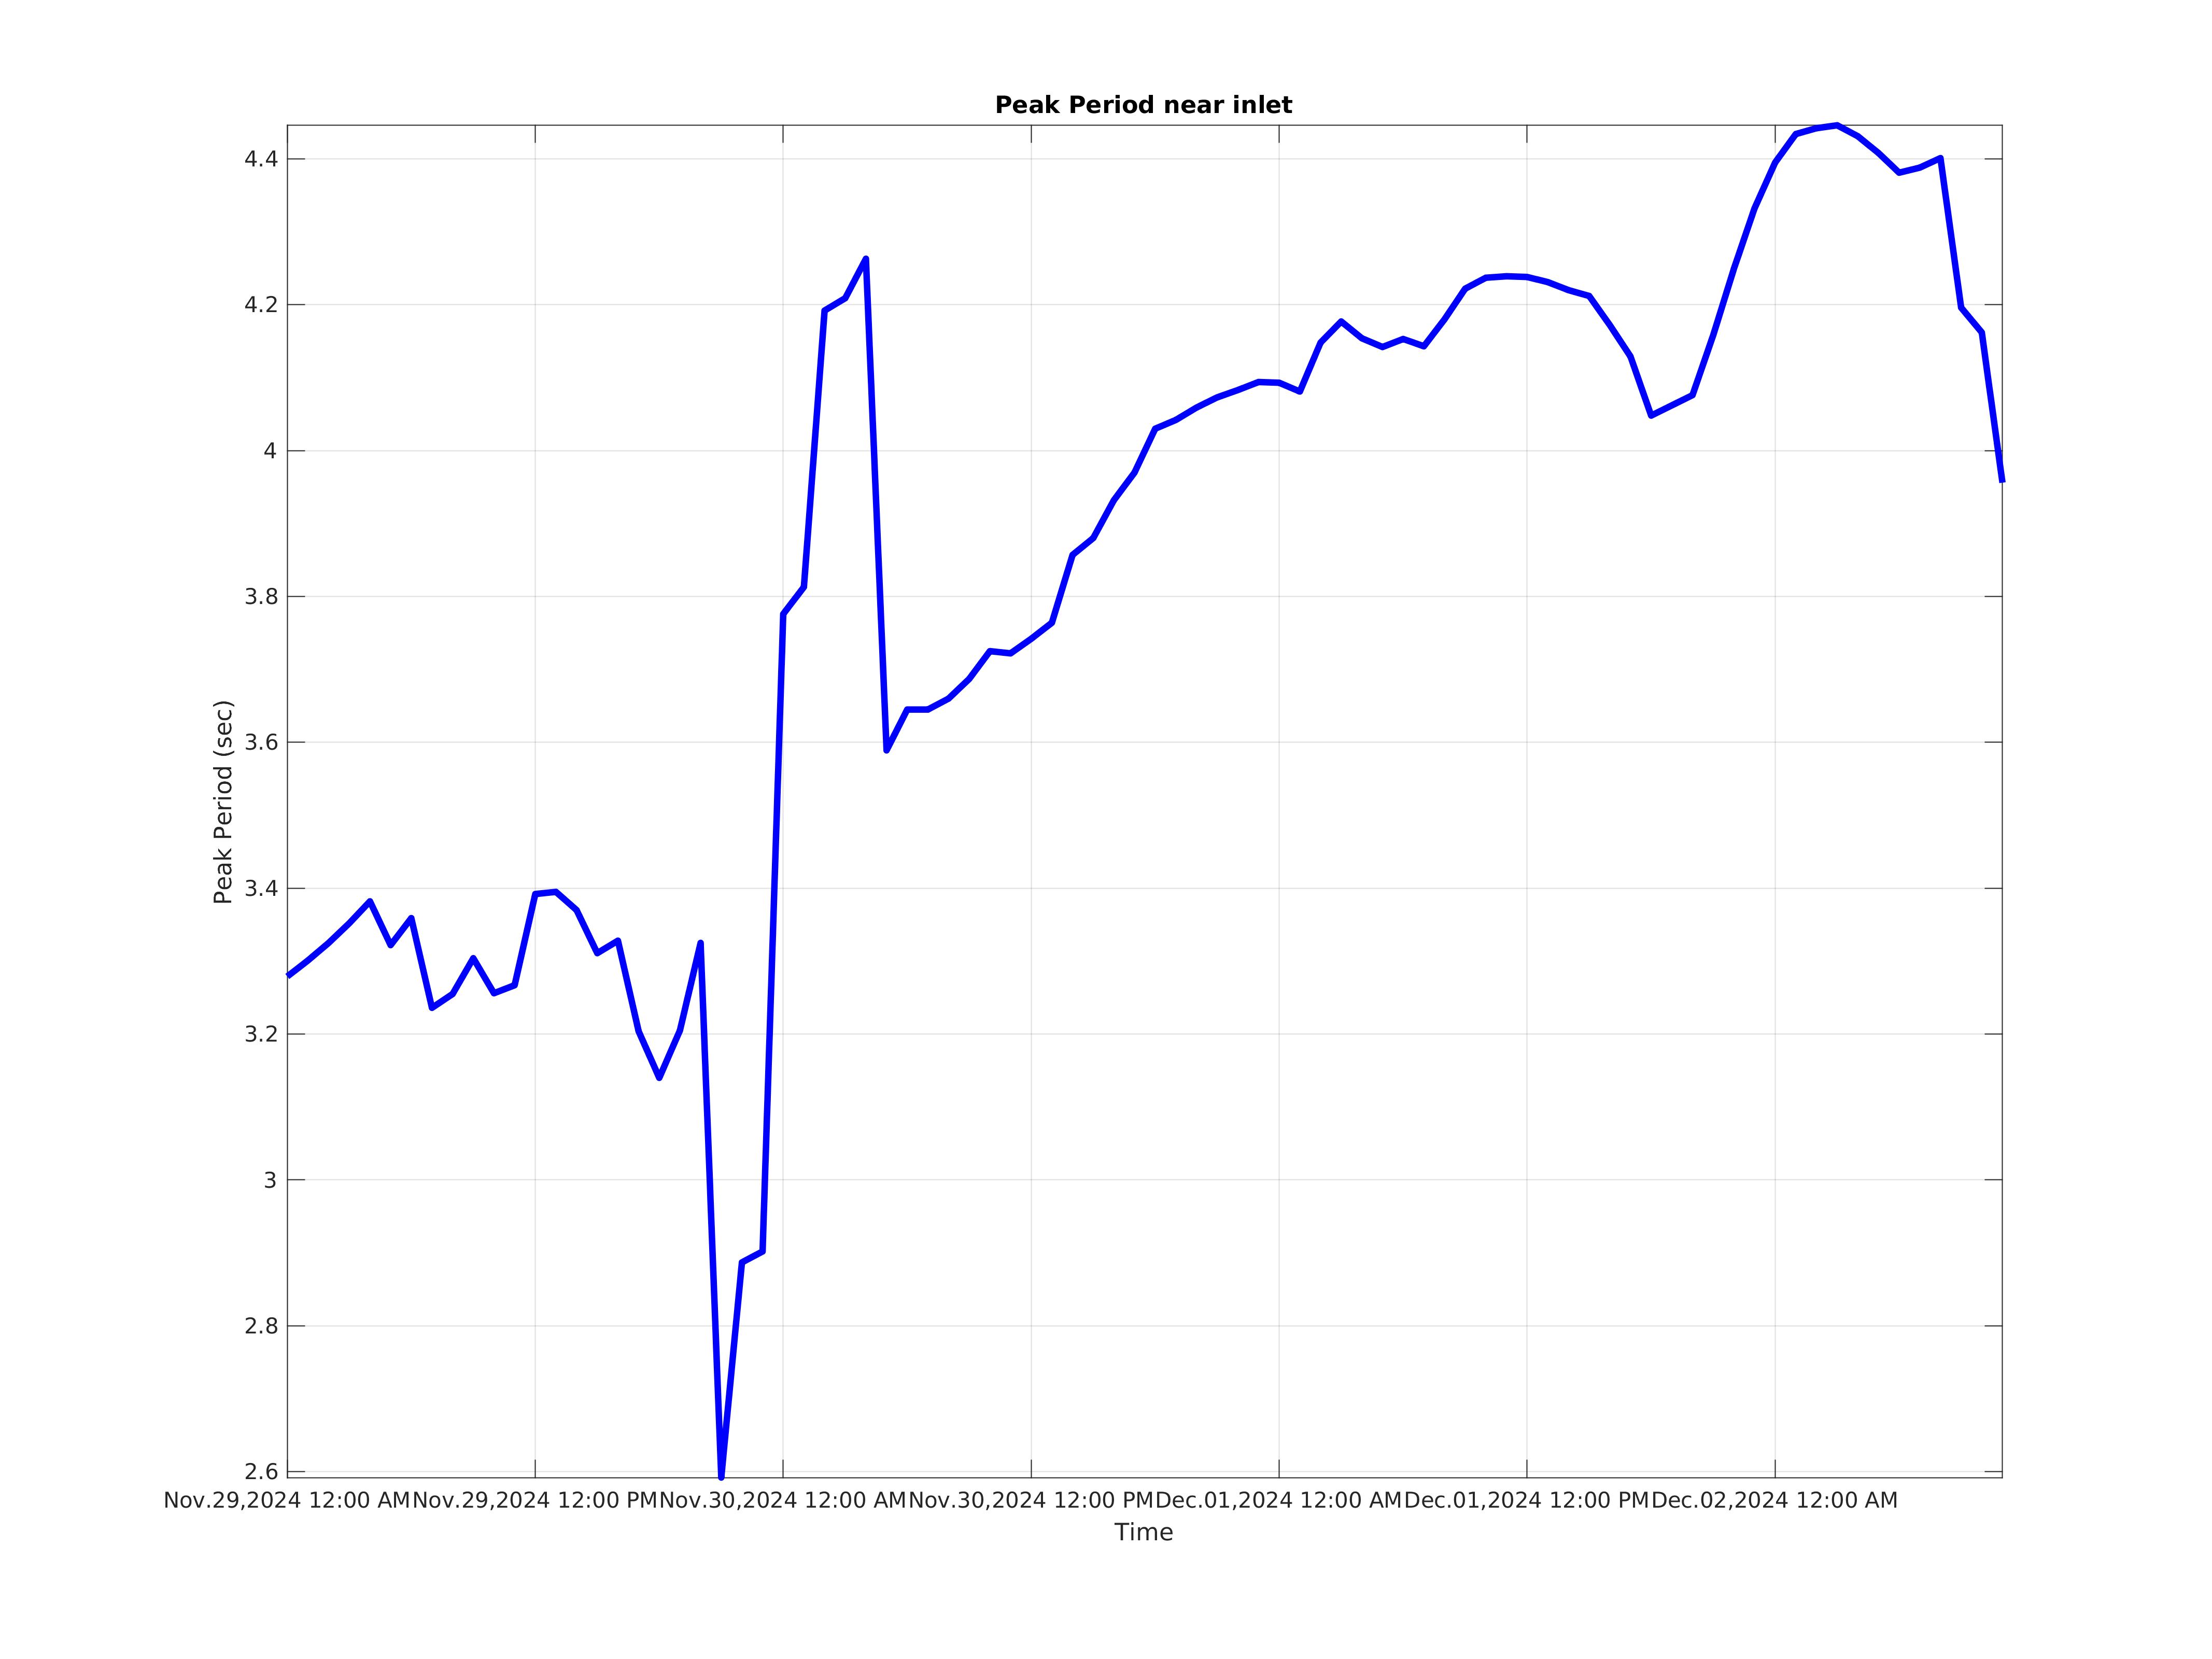 Peak Period near inlet
4.4
4.2
4
3.8
3.6
3.4
3.2
3
2.8
2.6
Peak Period (sec)
Nov.29,2024 12:00 AM Nov.29,2024 12:00 PM Nov.30,2024 12:00 AM Nov.30,2024 12:00 PM Dec.01,2024 12:00 AM Dec.01,2024 12:00 PM Dec.02,2024 12:00 AM
Time